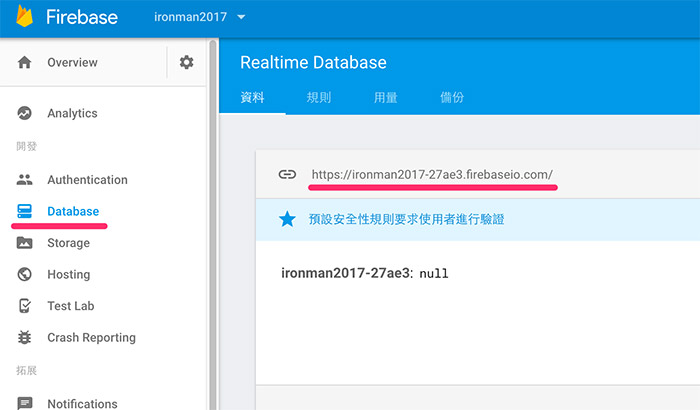 Firebase
ironman2017
Overview
Analytics
開發
Authentication
Database
Storage
Hosting
Test Lab
Crash Reporting
拓展
Notifications
Realtime Database
資料 規則 用量 備份
https://ironman2017-27ae3.firebaseio.com/
預設安全性規則要求使用者進行驗證
ironman2017-27ae3: null